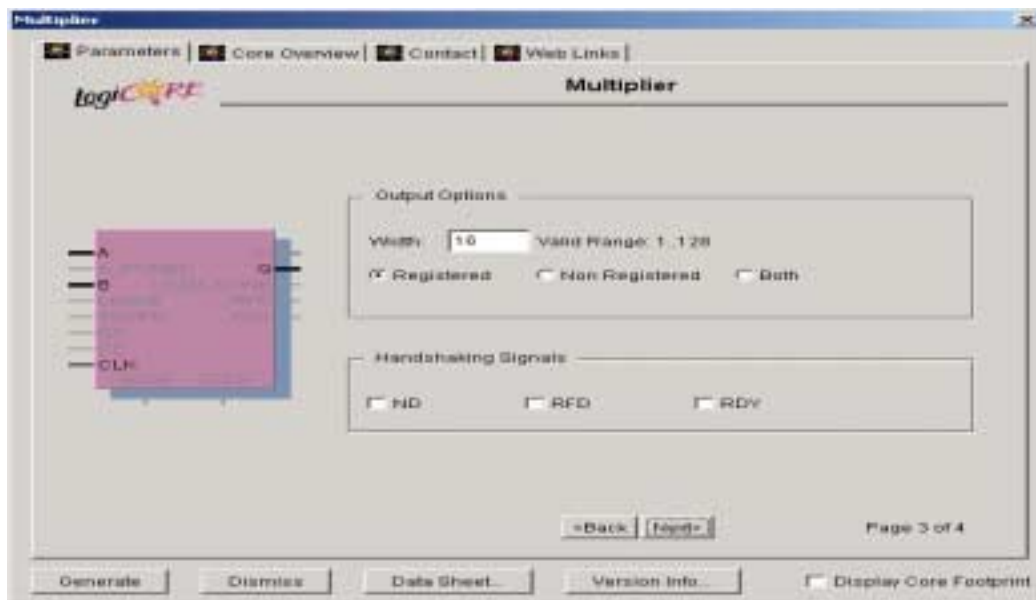 Multiplier
Parameters
Core Overview
Contact
Web Links
LogiCORE
Multiplier
Output Options
Width:
Valid Range: 1..128
Registered
Non Registered
Both
A
B
Q
CLK
Handshaking Signals
ND
RFD
RDY
<Back
Next>
Page 3 of 4
Generate
Dismiss
Data Sheet...
Version Info...
Display Core Footprint